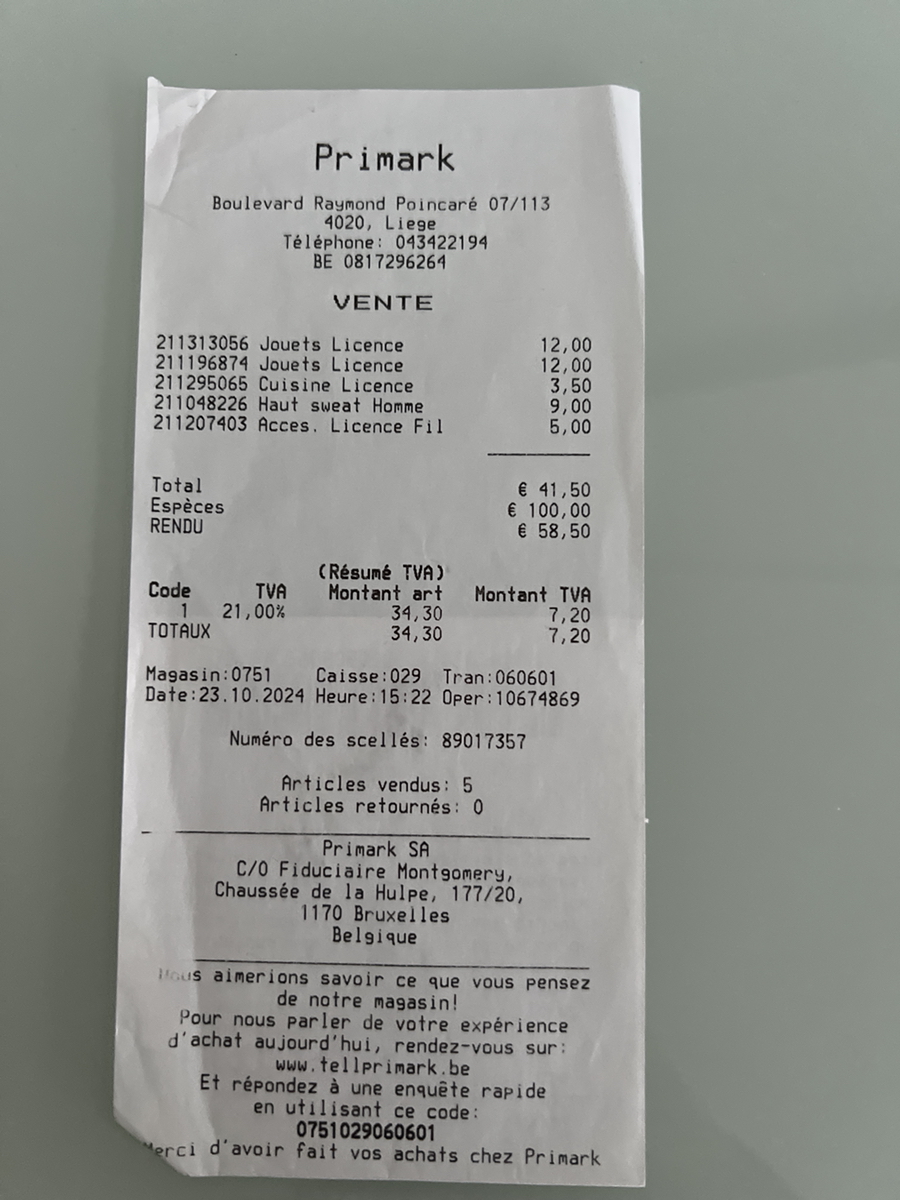 Primark
Boulevard Raymond Poincaré 07/113
4020, Liege
Téléphone: 043422194
BE 0817296264
VENTE
211313056 Jouets Licence 12,00
211196874 Jouets Licence 12,00
211295065 Cuisine Licence 3,50
211048226 Haut sweat Homme 9,00
211207403 Acces. Licence Fil 5,00
Total € 41,50
Espèces € 100,00
RENDU € 58,50
(Résumé TVA)
Code TVA Montant art Montant TVA
1 21,00% 34,30 7,20
TOTAUX 34,30 7,20
Magasin:0751 Caisse:029 Tran:060601
Date:23.10.2024 Heure:15:22 Oper:10674869
Numéro des scellés: 89017357
Articles vendus: 5
Articles retournés: 0
Primark SA
C/O Fiduciaire Montgomery,
Chaussée de la Hulpe, 177/20,
1170 Bruxelles
Belgique
Nous aimerions savoir ce que vous pensez
de notre magasin!
Pour nous parler de votre expérience
d'achat aujourd'hui, rendez-vous sur:
www.tellprimark.be
Et répondez à une enquête rapide
en utilisant ce code:
0751029060601
Merci d'avoir fait vos achats chez Primark